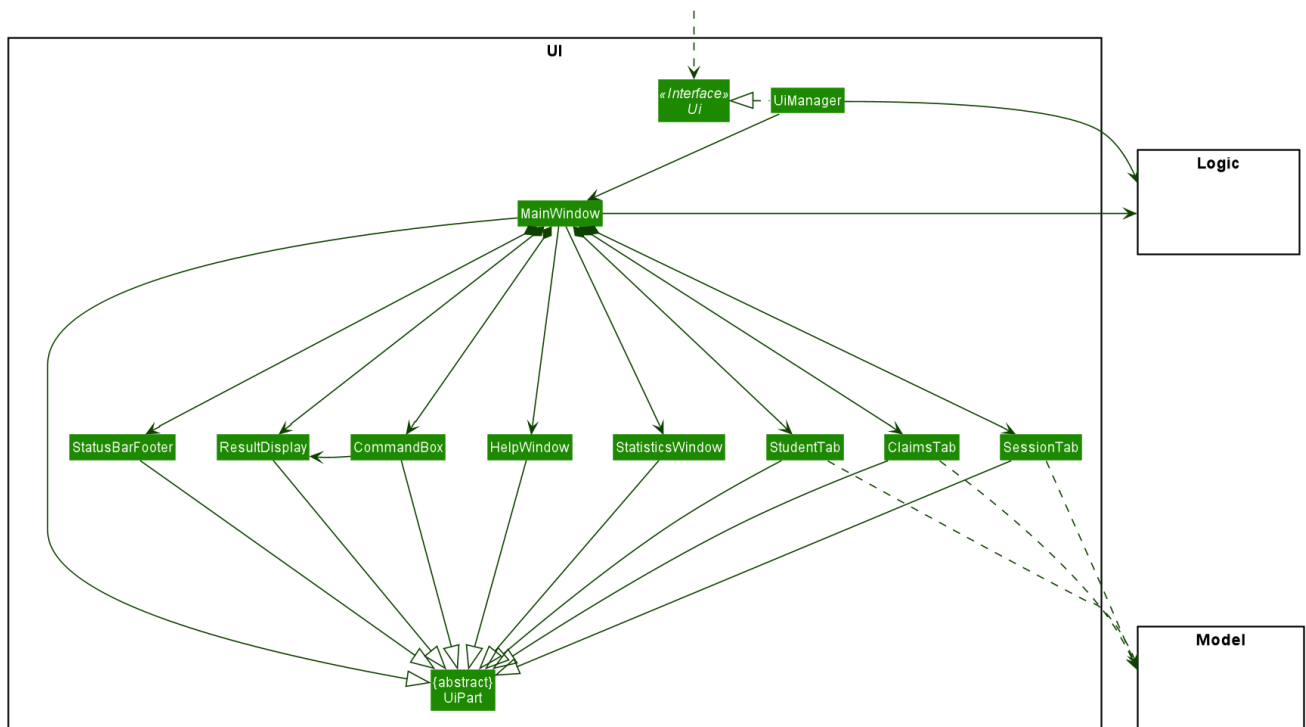 UI
«Interface»
Ui
UiManager
Logic
MainWindow
StatusBarFooter
ResultDisplay
CommandBox
HelpWindow
StatisticsWindow
StudentTab
ClaimsTab
SessionTab
Model
{abstract}
UiPart